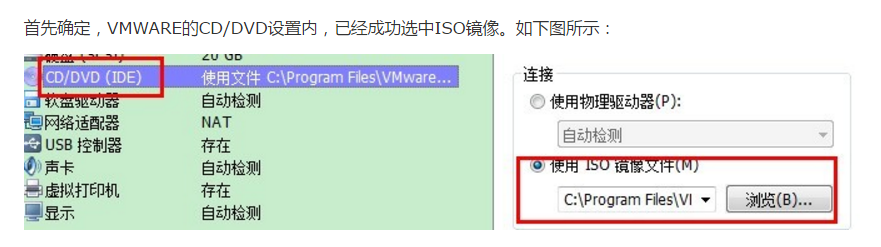 首先确定，VMWARE的CD/DVD设置内，已经成功选中ISO镜像。如下图所示：
硬盘 (SCSI) 20 GB
CD/DVD (IDE) 使用文件 C:\Program Files\VMware...
软盘驱动器 自动检测
网络适配器 NAT
USB 控制器 存在
声卡 自动检测
虚拟打印机 存在
显示 自动检测
连接
使用物理驱动器(P):
自动检测
使用 ISO 镜像文件(M)
C:\Program Files\VI 浏览(B)...